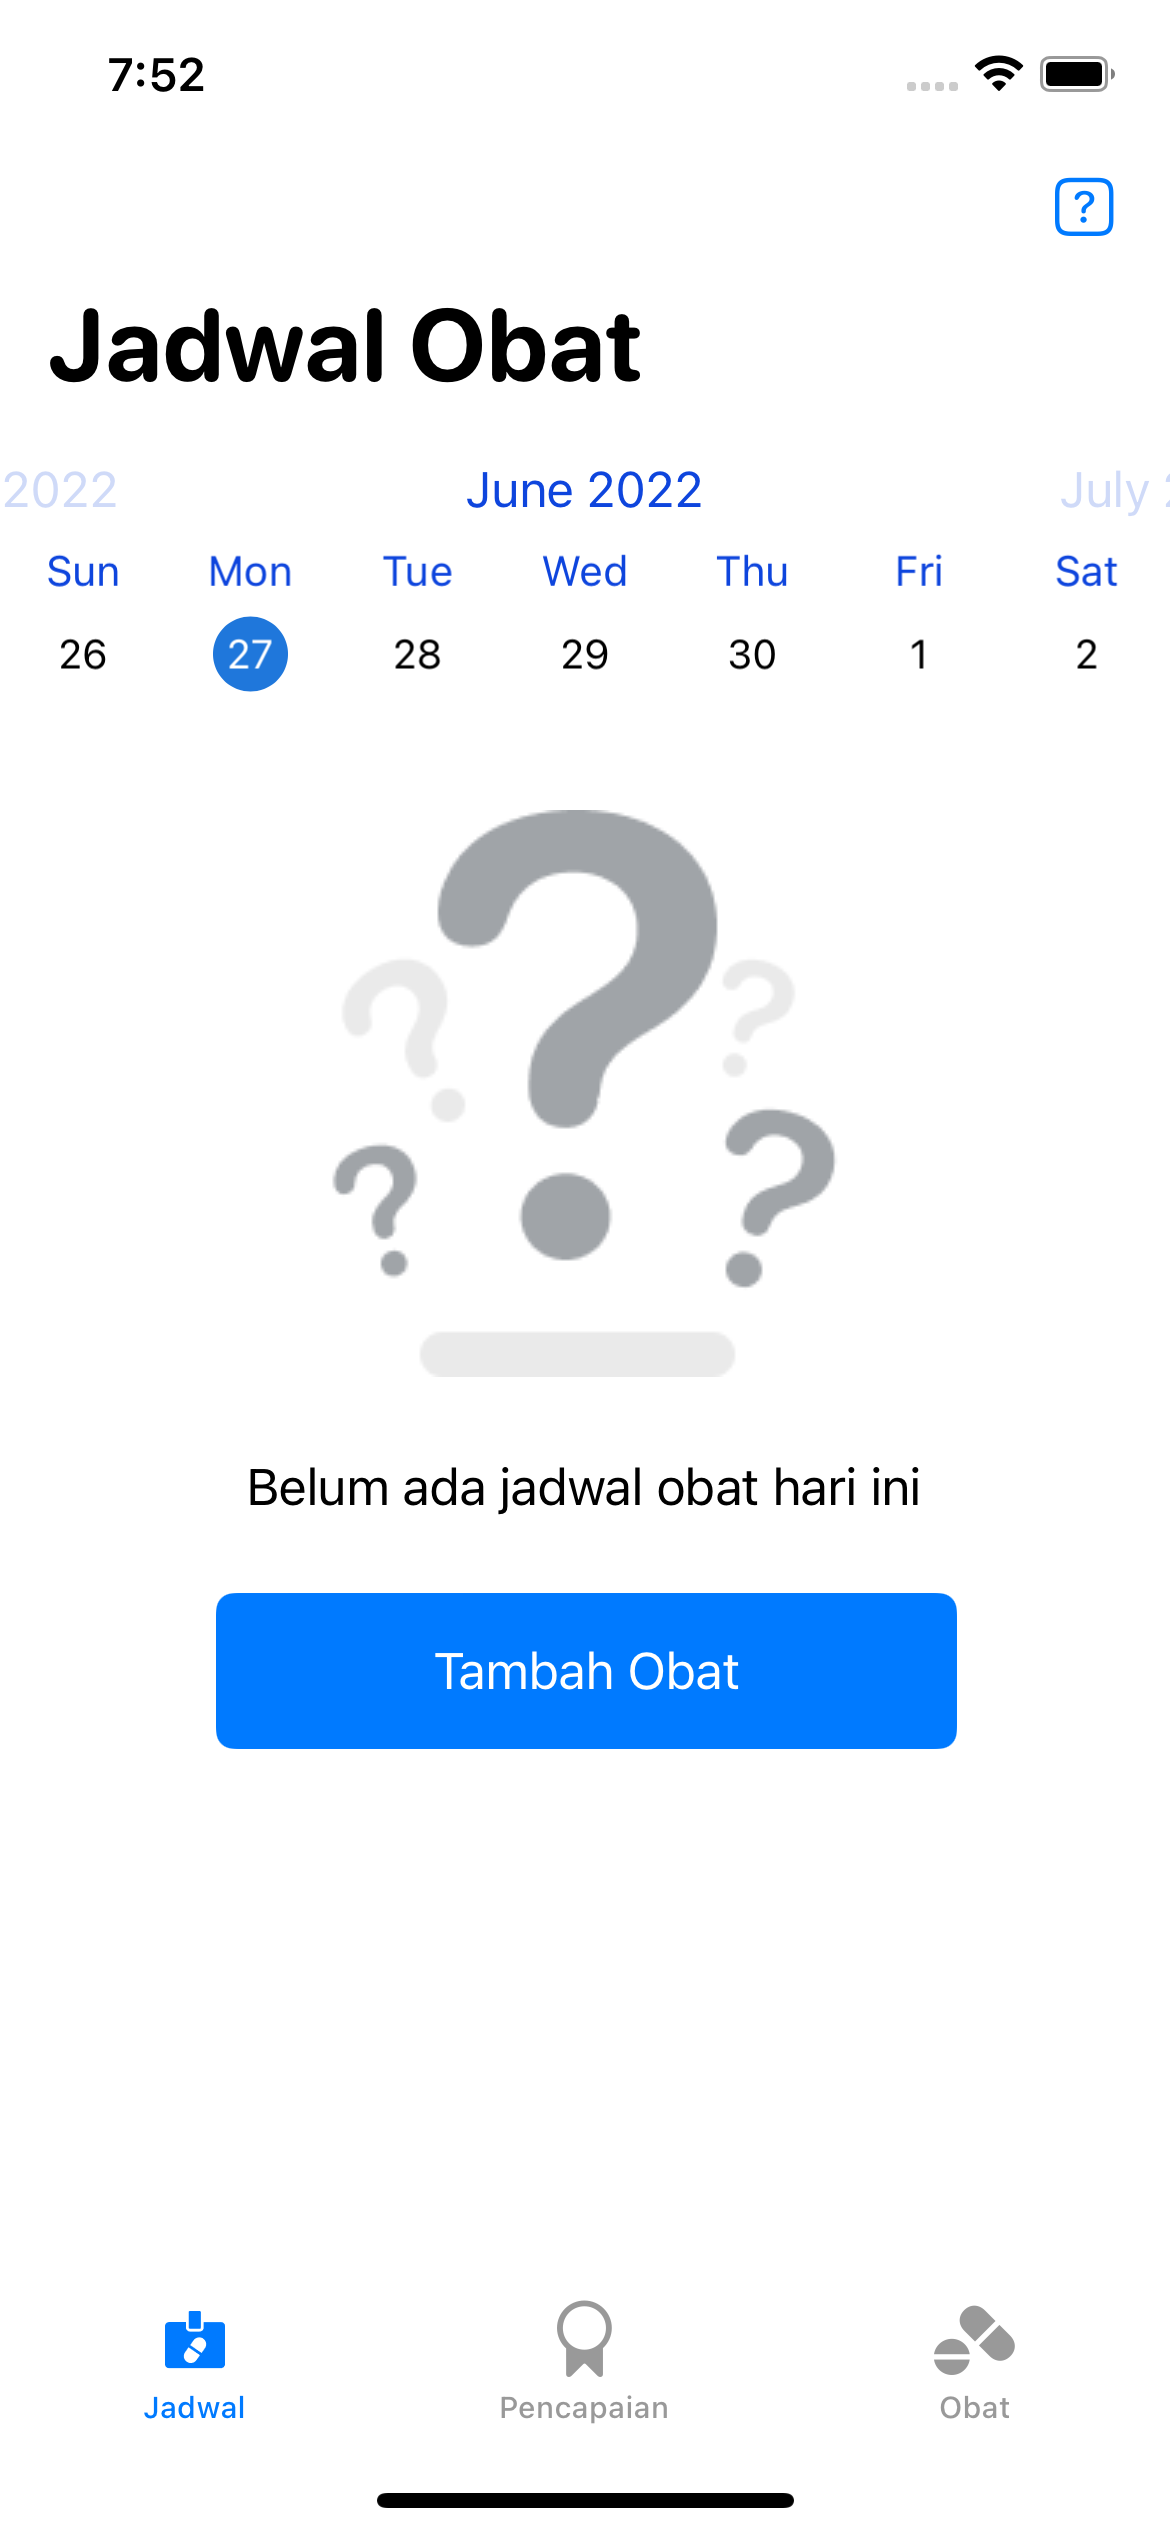 7:52
?
Jadwal Obat
2022 June 2022 July
Sun Mon Tue Wed Thu Fri Sat
26 27 28 29 30 1 2
? ? ? ? ?
Belum ada jadwal obat hari ini
Tambah Obat
Jadwal Pencapaian Obat